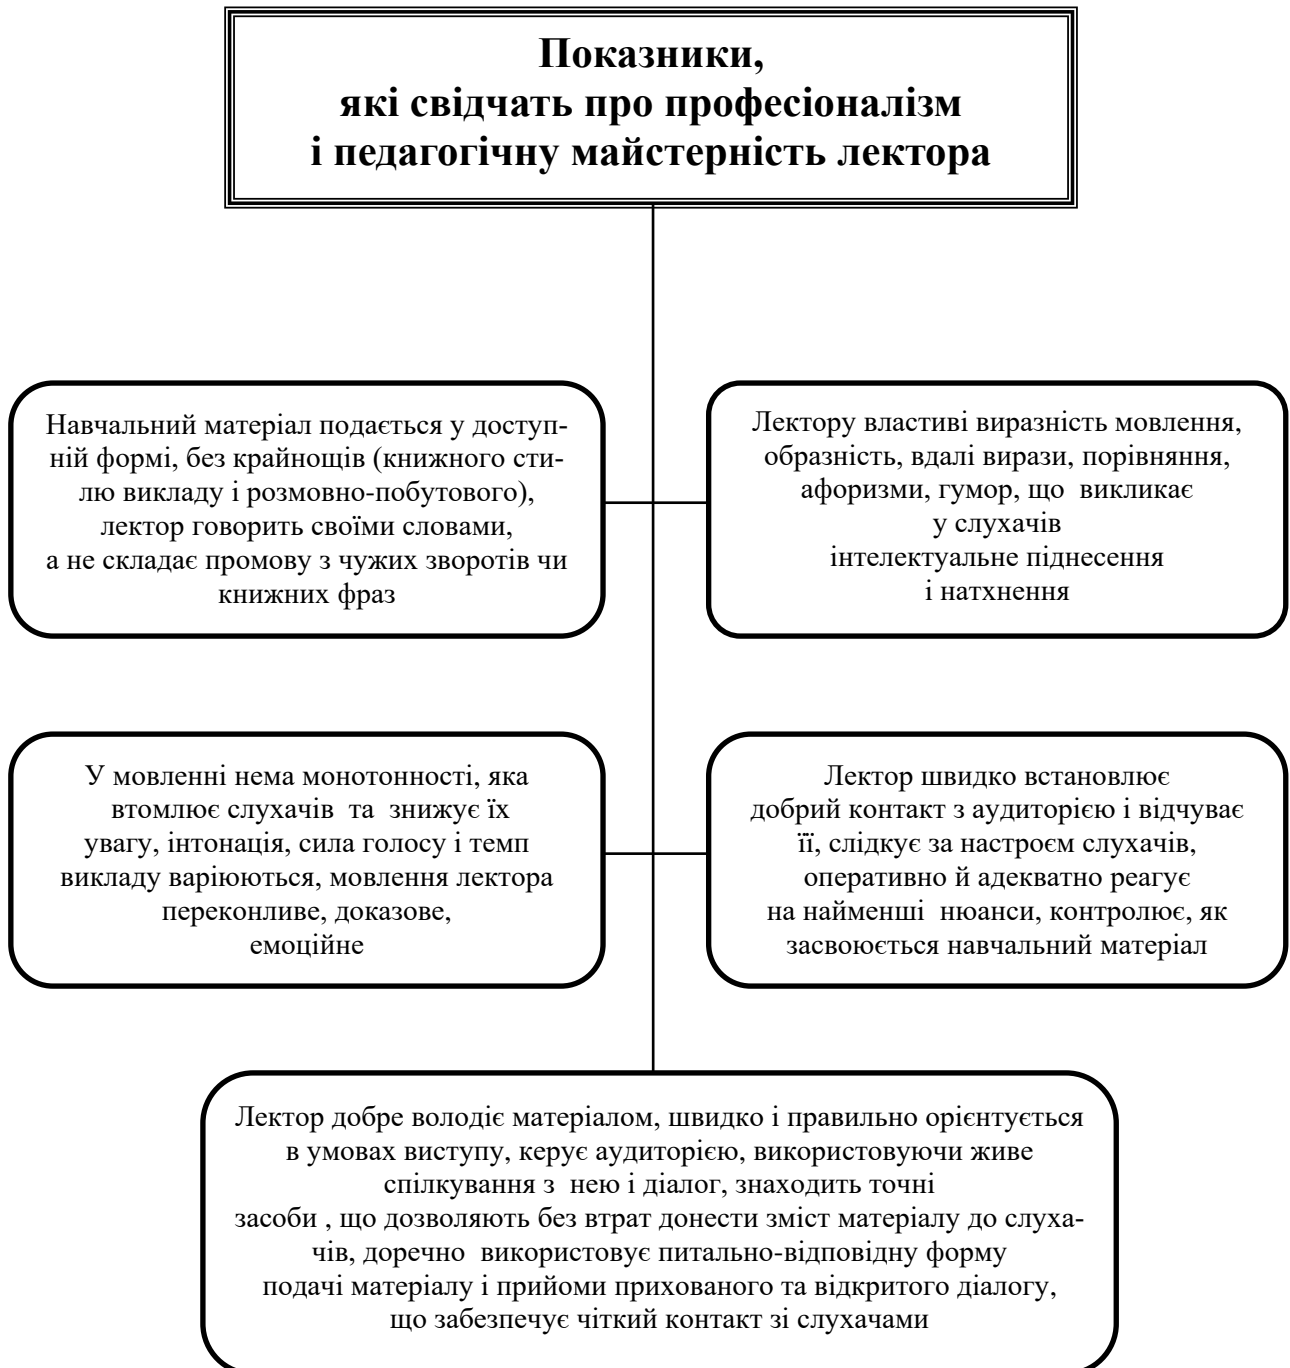 Показники,
які свідчать про професіоналізм
і педагогічну майстерність лектора
Навчальний матеріал подається у доступ-
ній формі, без крайнощів (книжного сти-
лю викладу і розмовно-побутового),
лектор говорить своїми словами,
а не складає промову з чужих зворотів чи
книжних фраз
Лектору властиві виразність мовлення,
образність, вдалі вирази, порівняння,
афоризми, гумор, що викликає
у слухачів
інтелектуальне піднесення
і натхнення
У мовленні нема монотонності, яка
втомлює слухачів та знижує їх
увагу, інтонація, сила голосу і темп
викладу варіюються, мовлення лектора
переконливе, доказове,
емоційне
Лектор швидко встановлює
добрий контакт з аудиторією і відчуває
її, слідкує за настроєм слухачів,
оперативно й адекватно реагує
на найменші нюанси, контролює, як
засвоюється навчальний матеріал
Лектор добре володіє матеріалом, швидко і правильно орієнтується
в умовах виступу, керує аудиторією, використовуючи живе
спілкування з нею і діалог, знаходить точні
засоби , що дозволяють без втрат донести зміст матеріалу до слуха-
чів, доречно використовує питально-відповідну форму
подачі матеріалу і прийоми прихованого та відкритого діалогу,
що забезпечує чіткий контакт зі слухачами